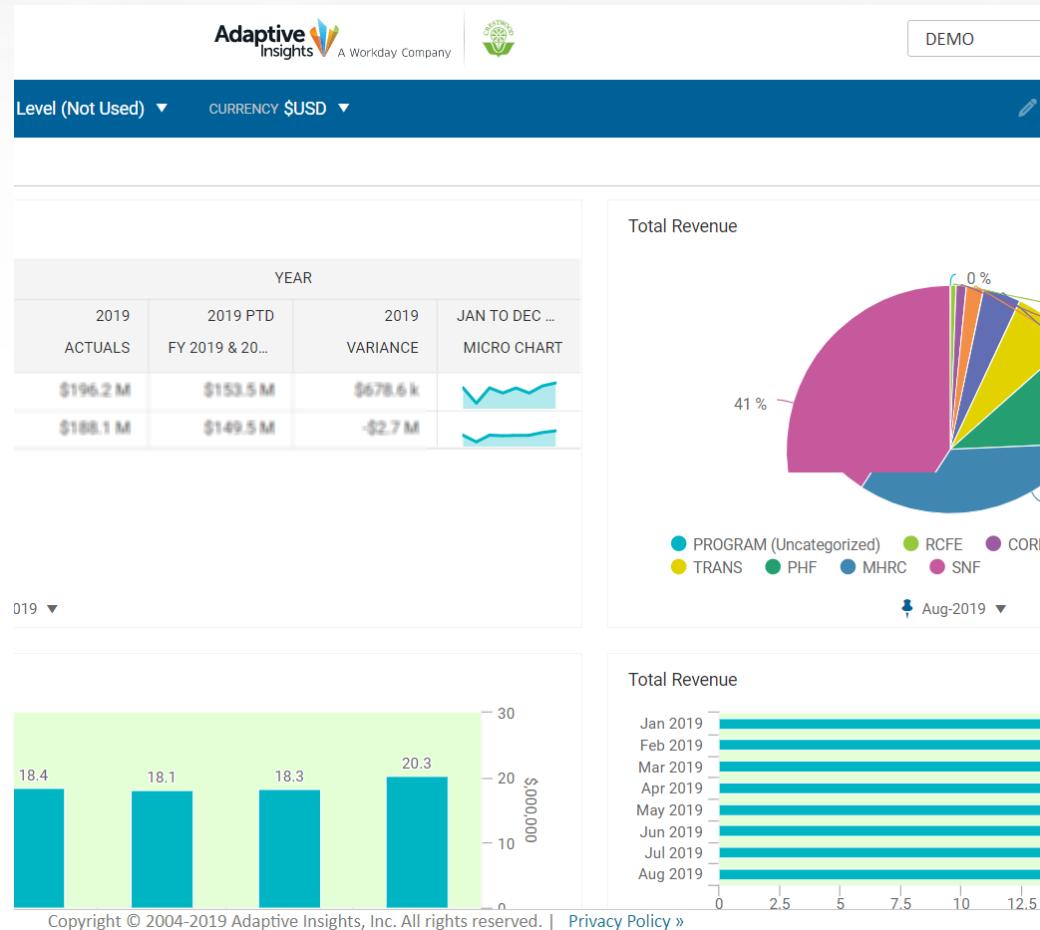 Adaptive Insights A Workday Company
CRESTWOOD
DEMO
Level (Not Used) ▼ CURRENCY $USD ▼
Total Revenue
YEAR
2019 2019 PTD 2019 JAN TO DEC ...
ACTUALS FY 2019 & 20... VARIANCE MICRO CHART
$196.2 M $153.5 M $678.6 k
$188.1 M $149.5 M -$2.7 M
0 %
41 %
PROGRAM (Uncategorized) RCFE
TRANS PHF MHRC SNF
019 ▼
Aug-2019 ▼
30
20
10
0
$,000,000
18.4 18.1 18.3 20.3
Total Revenue
Jan 2019
Feb 2019
Mar 2019
Apr 2019
May 2019
Jun 2019
Jul 2019
Aug 2019
0 2.5 5 7.5 10 12.5
Copyright © 2004-2019 Adaptive Insights, Inc. All rights reserved. | Privacy Policy »